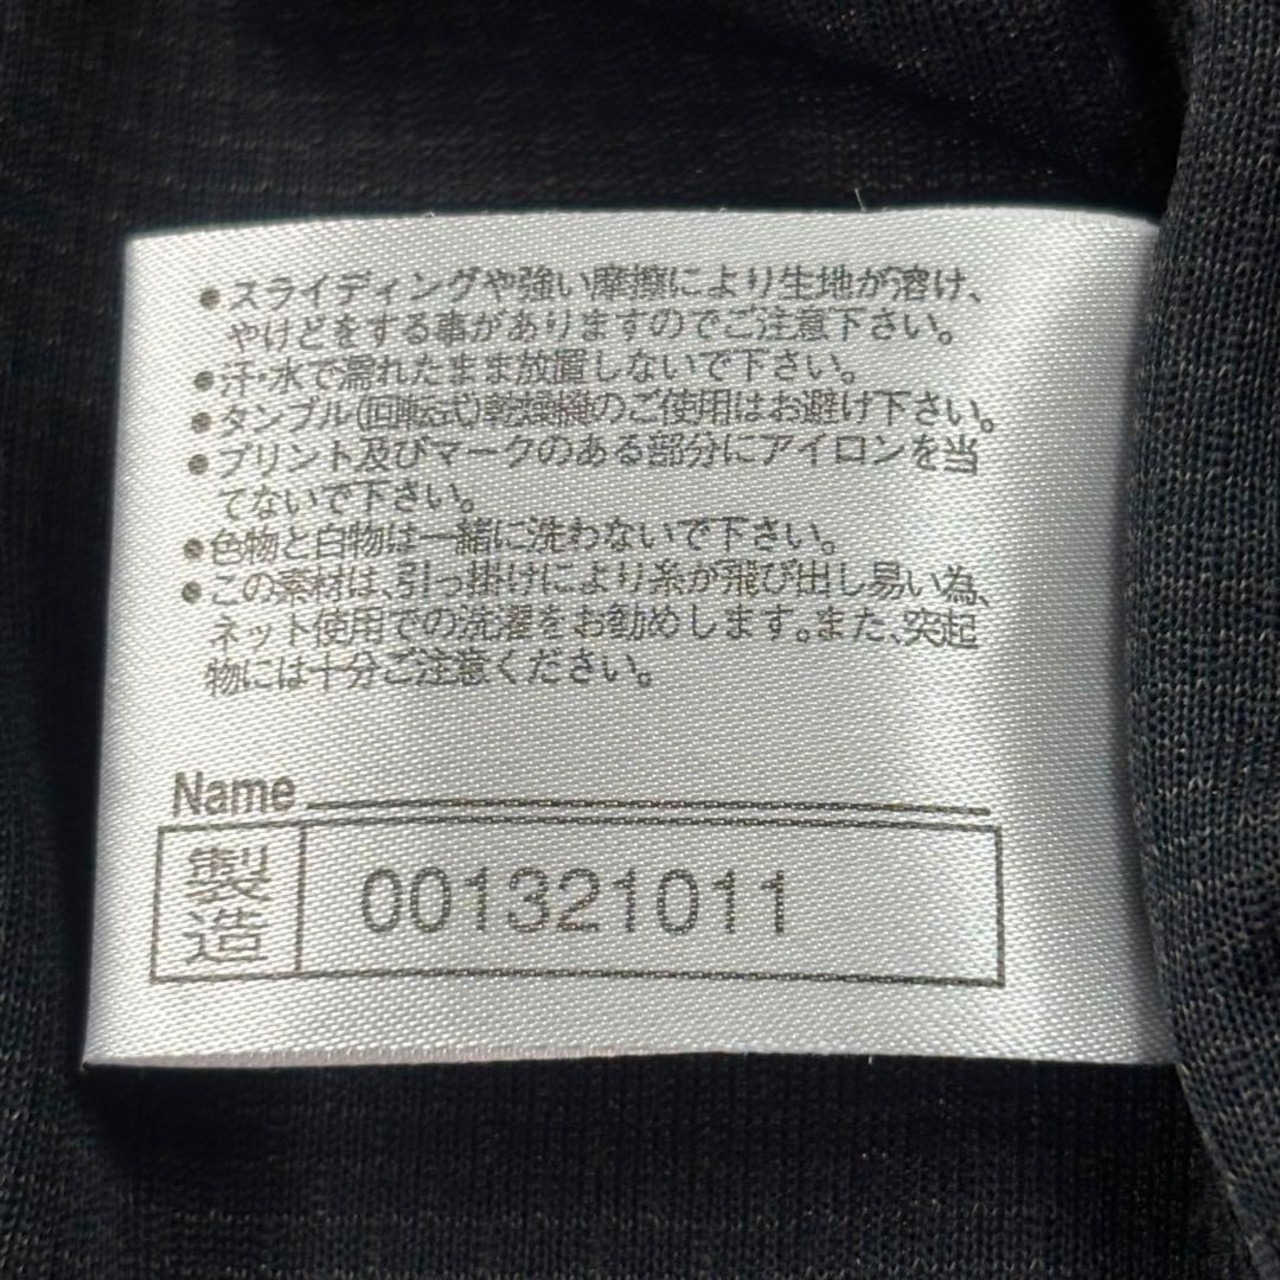 ●スライディングや強い摩擦により生地が溶け、
やけどをする事がありますのでご注意下さい。
●汗・水で濡れたまま放置しないで下さい。
●タンブル(回転式)乾燥機のご使用はお避け下さい。
●プリント及びマークのある部分にアイロンを当
てないで下さい。
●色物と白物は一緒に洗わないで下さい。
●この素材は、引っ掛けにより糸が飛び出し易い為、
ネット使用での洗濯をお勧めします。また、突起
物には十分ご注意ください。
Name
製造 001321011